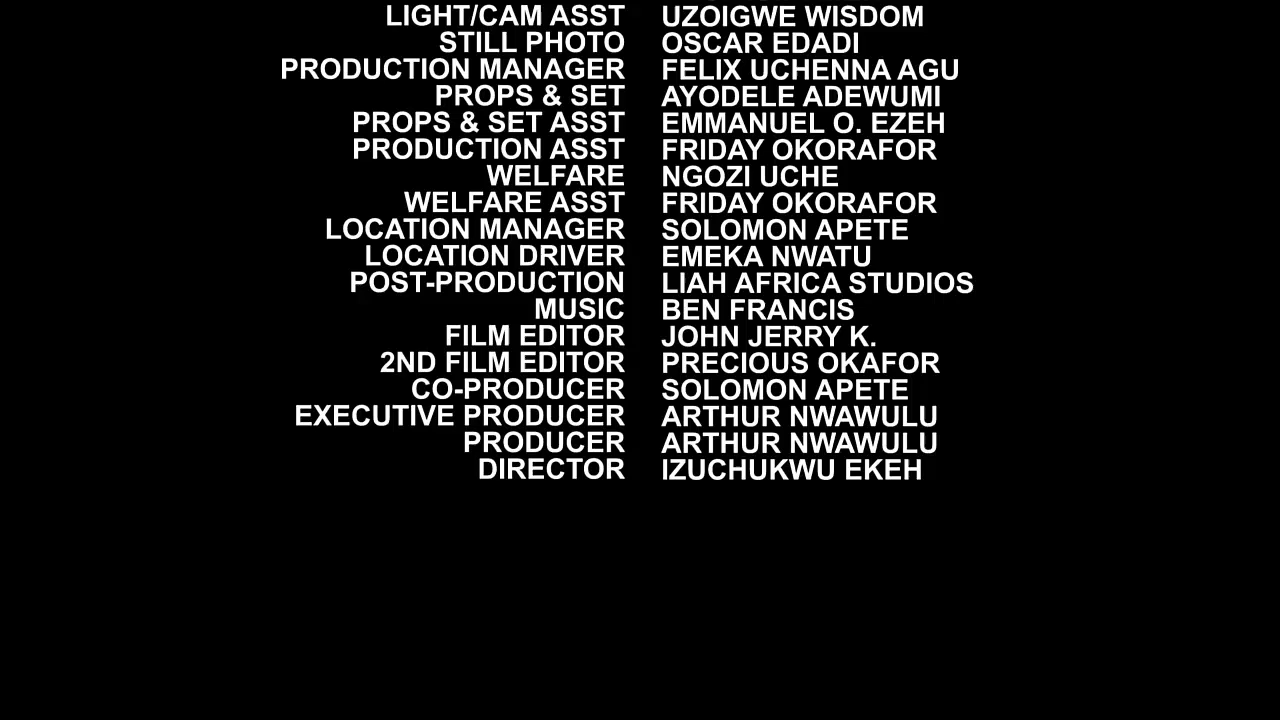 LIGHT/CAM ASST UZOIGWE WISDOM
STILL PHOTO OSCAR EDADI
PRODUCTION MANAGER FELIX UCHENNA AGU
PROPS & SET AYODELE ADEWUMI
PROPS & SET ASST EMMANUEL O. EZEH
PRODUCTION ASST FRIDAY OKORAFOR
WELFARE NGOZI UCHE
WELFARE ASST FRIDAY OKORAFOR
LOCATION MANAGER SOLOMON APETE
LOCATION DRIVER EMEKA NWATU
POST-PRODUCTION LIAH AFRICA STUDIOS
MUSIC BEN FRANCIS
FILM EDITOR JOHN JERRY K.
2ND FILM EDITOR PRECIOUS OKAFOR
CO-PRODUCER SOLOMON APETE
EXECUTIVE PRODUCER ARTHUR NWAWULU
PRODUCER ARTHUR NWAWULU
DIRECTOR IZUCHUKWU EKEH